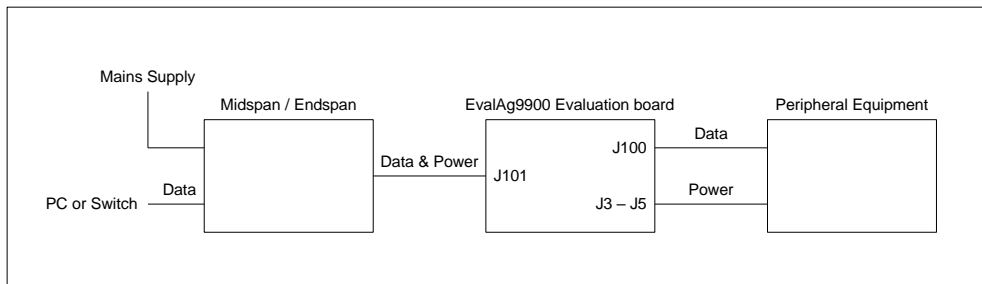 Mains Supply
Midspan / Endspan
EvalAg9900 Evaluation board
Peripheral Equipment
Data
J100
Data & Power
J101
Data
Power
PC or Switch
J3 – J5